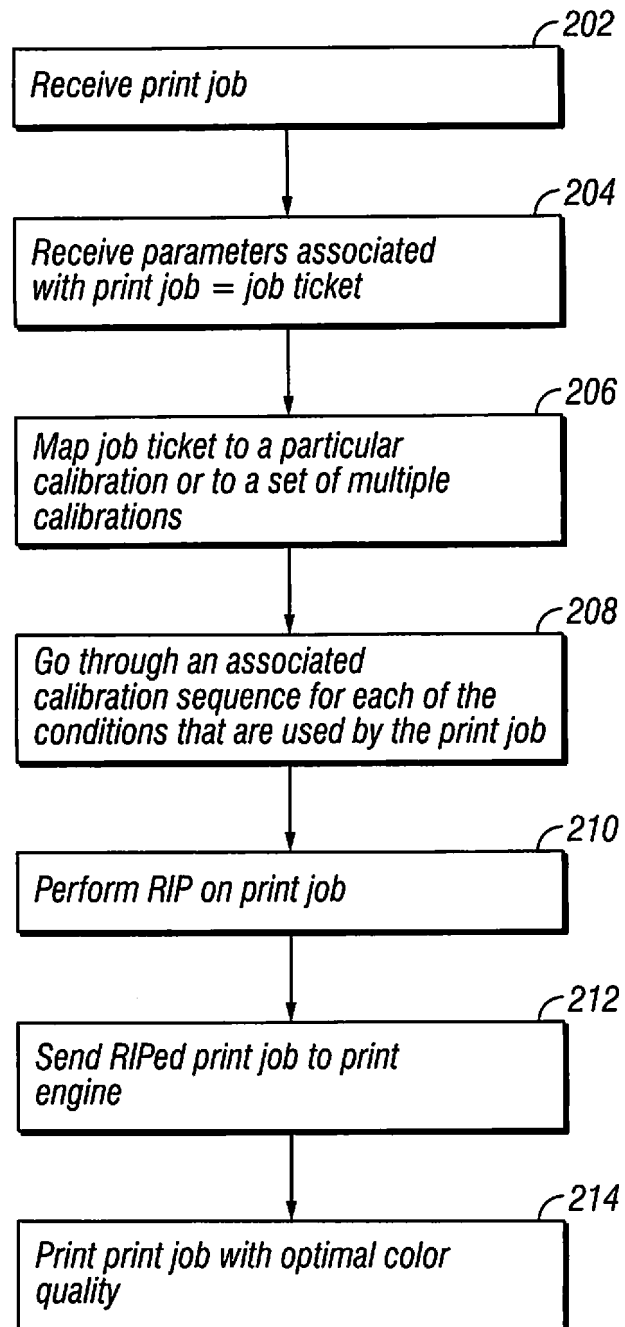 202
Receive print job
204
Receive parameters associated
with print job = job ticket
206
Map job ticket to a particular
calibration or to a set of multiple
calibrations
208
Go through an associated
calibration sequence for each of the
conditions that are used by the print job
210
Perform RIP on print job
212
Send RIPed print job to print
engine
214
Print print job with optimal color
quality